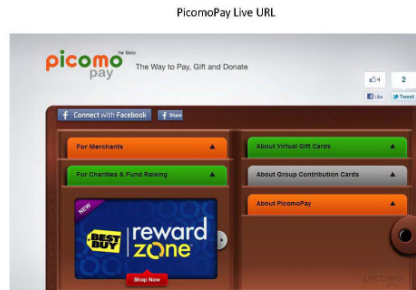 PicomoPay Live URL
picomo
pay
The Way to Pay, Gift and Donate
2
Like
Tweet
Connect with Facebook
Share
For Merchants
About Virtual Gift Cards
For Charities & Fund Raising
About Group Contribution Cards
About PicomoPay
NEW
BEST
BUY
reward
zone
Shop Now
picomo